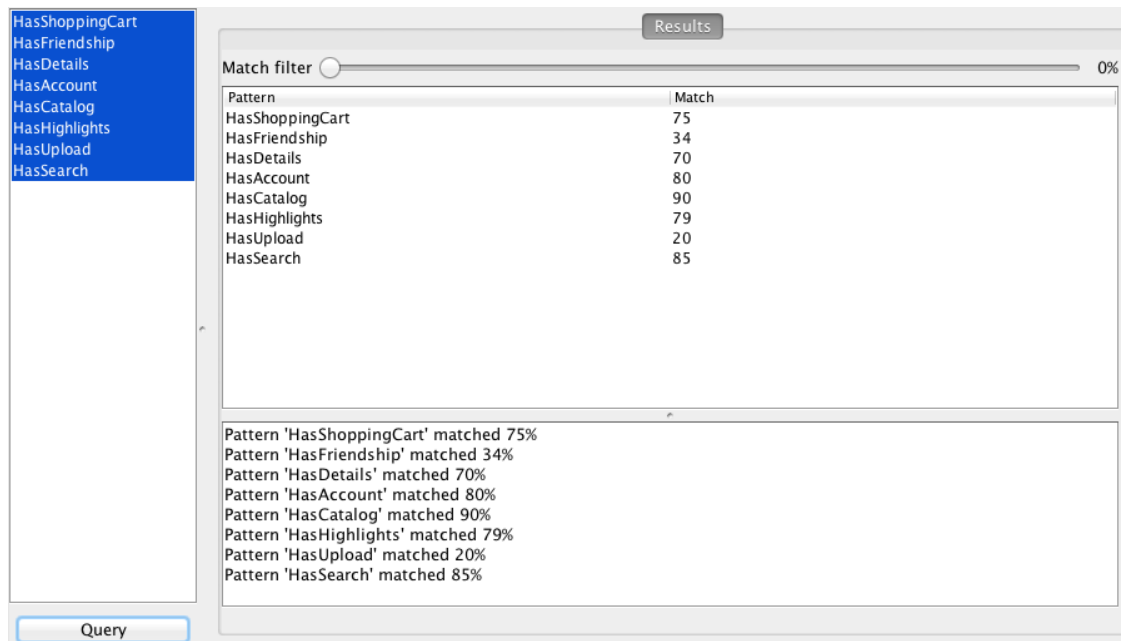 HasShoppingCart
HasFriendship
HasDetails
HasAccount
HasCatalog
HasHighlights
HasUpload
HasSearch
Query
Results
Match filter 0%
Pattern Match
HasShoppingCart 75
HasFriendship 34
HasDetails 70
HasAccount 80
HasCatalog 90
HasHighlights 79
HasUpload 20
HasSearch 85
Pattern 'HasShoppingCart' matched 75%
Pattern 'HasFriendship' matched 34%
Pattern 'HasDetails' matched 70%
Pattern 'HasAccount' matched 80%
Pattern 'HasCatalog' matched 90%
Pattern 'HasHighlights' matched 79%
Pattern 'HasUpload' matched 20%
Pattern 'HasSearch' matched 85%